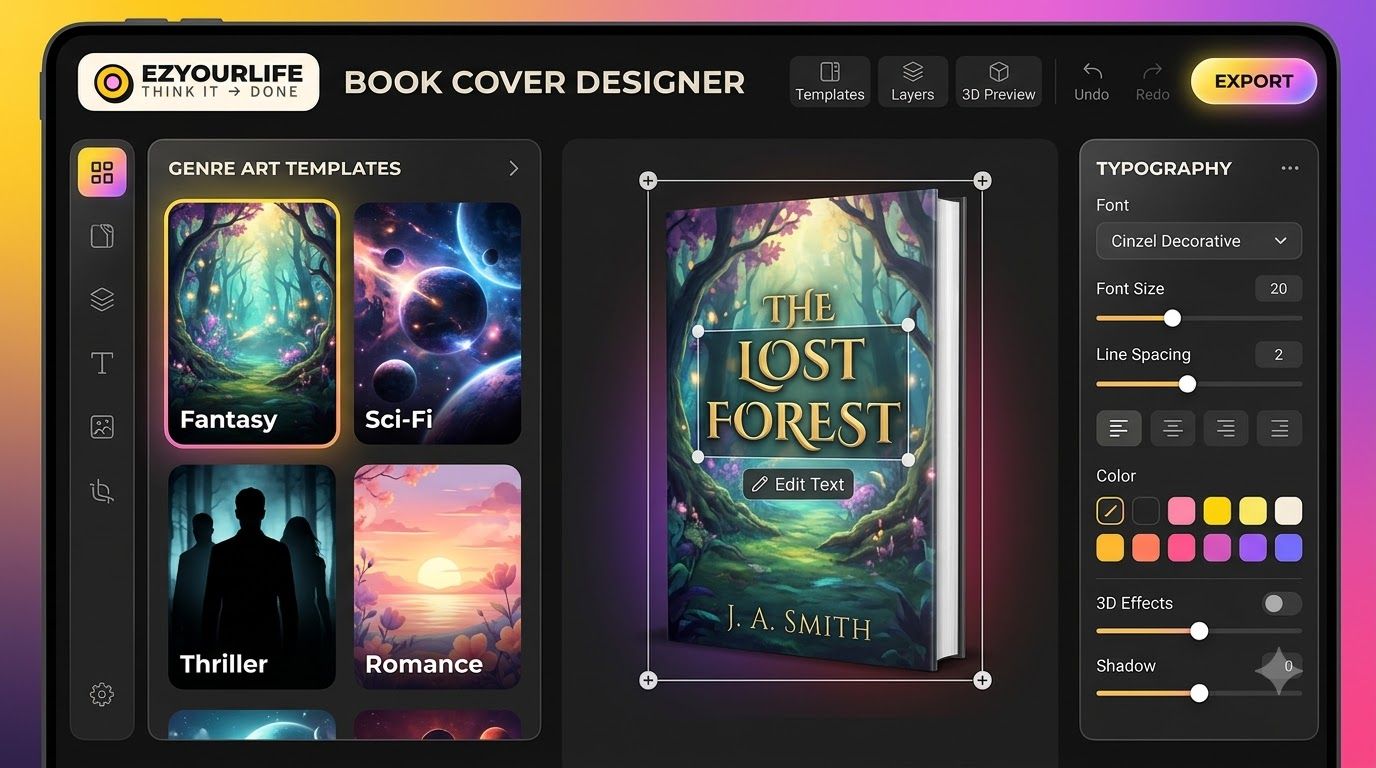 EZYOURLIFE
THINK IT → DONE
BOOK COVER DESIGNER
Templates
Layers
3D Preview
Undo
Redo
EXPORT
GENRE ART TEMPLATES
Fantasy
Sci-Fi
Thriller
Romance
THE
LOST
FOREST
Edit Text
J. A. SMITH
TYPOGRAPHY
Font
Cinzel Decorative
Font Size
20
Line Spacing
2
Color
3D Effects
Shadow
0